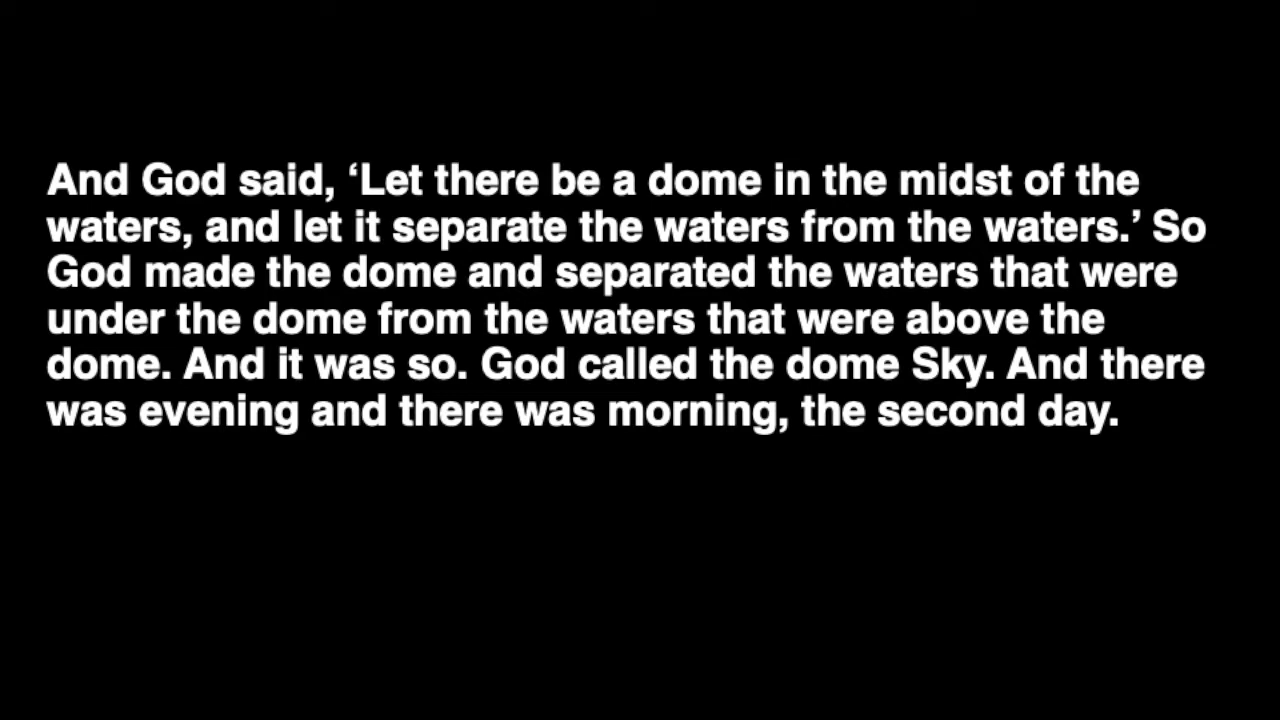 And God said, ‘Let there be a dome in the midst of the
waters, and let it separate the waters from the waters.’ So
God made the dome and separated the waters that were
under the dome from the waters that were above the
dome. And it was so. God called the dome Sky. And there
was evening and there was morning, the second day.